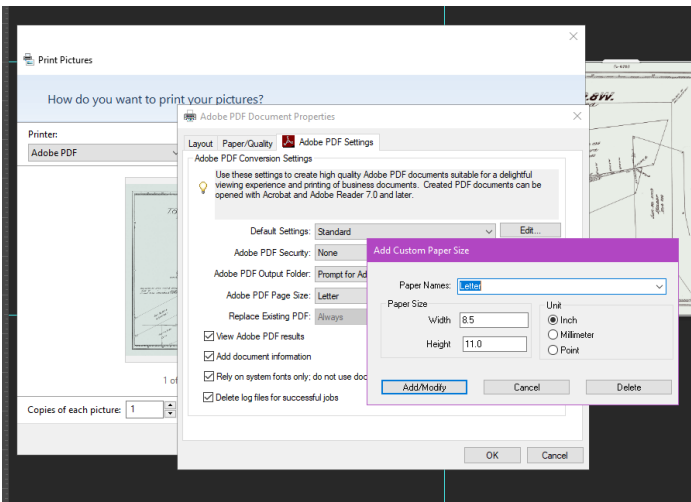 Print Pictures
How do you want to print your pictures?
Printer:
Adobe PDF
1 of
Copies of each picture: 1
Adobe PDF Document Properties
Layout Paper/Quality Adobe PDF Settings
Adobe PDF Conversion Settings
Use these settings to create high quality Adobe PDF documents suitable for a delightful
viewing experience and printing of business documents. Created PDF documents can be
opened with Acrobat and Adobe Reader 7.0 and later.
Default Settings: Standard Edit...
Adobe PDF Security: None
Adobe PDF Output Folder: Prompt for Ad
Adobe PDF Page Size: Letter
Replace Existing PDF: Always
View Adobe PDF results
Add document information
Rely on system fonts only; do not use doc
Delete log files for successful jobs
OK Cancel
Add Custom Paper Size
Paper Names: Letter
Paper Size
Width 8.5
Height 11.0
Unit
Inch
Millimeter
Point
Add/Modify Cancel Delete